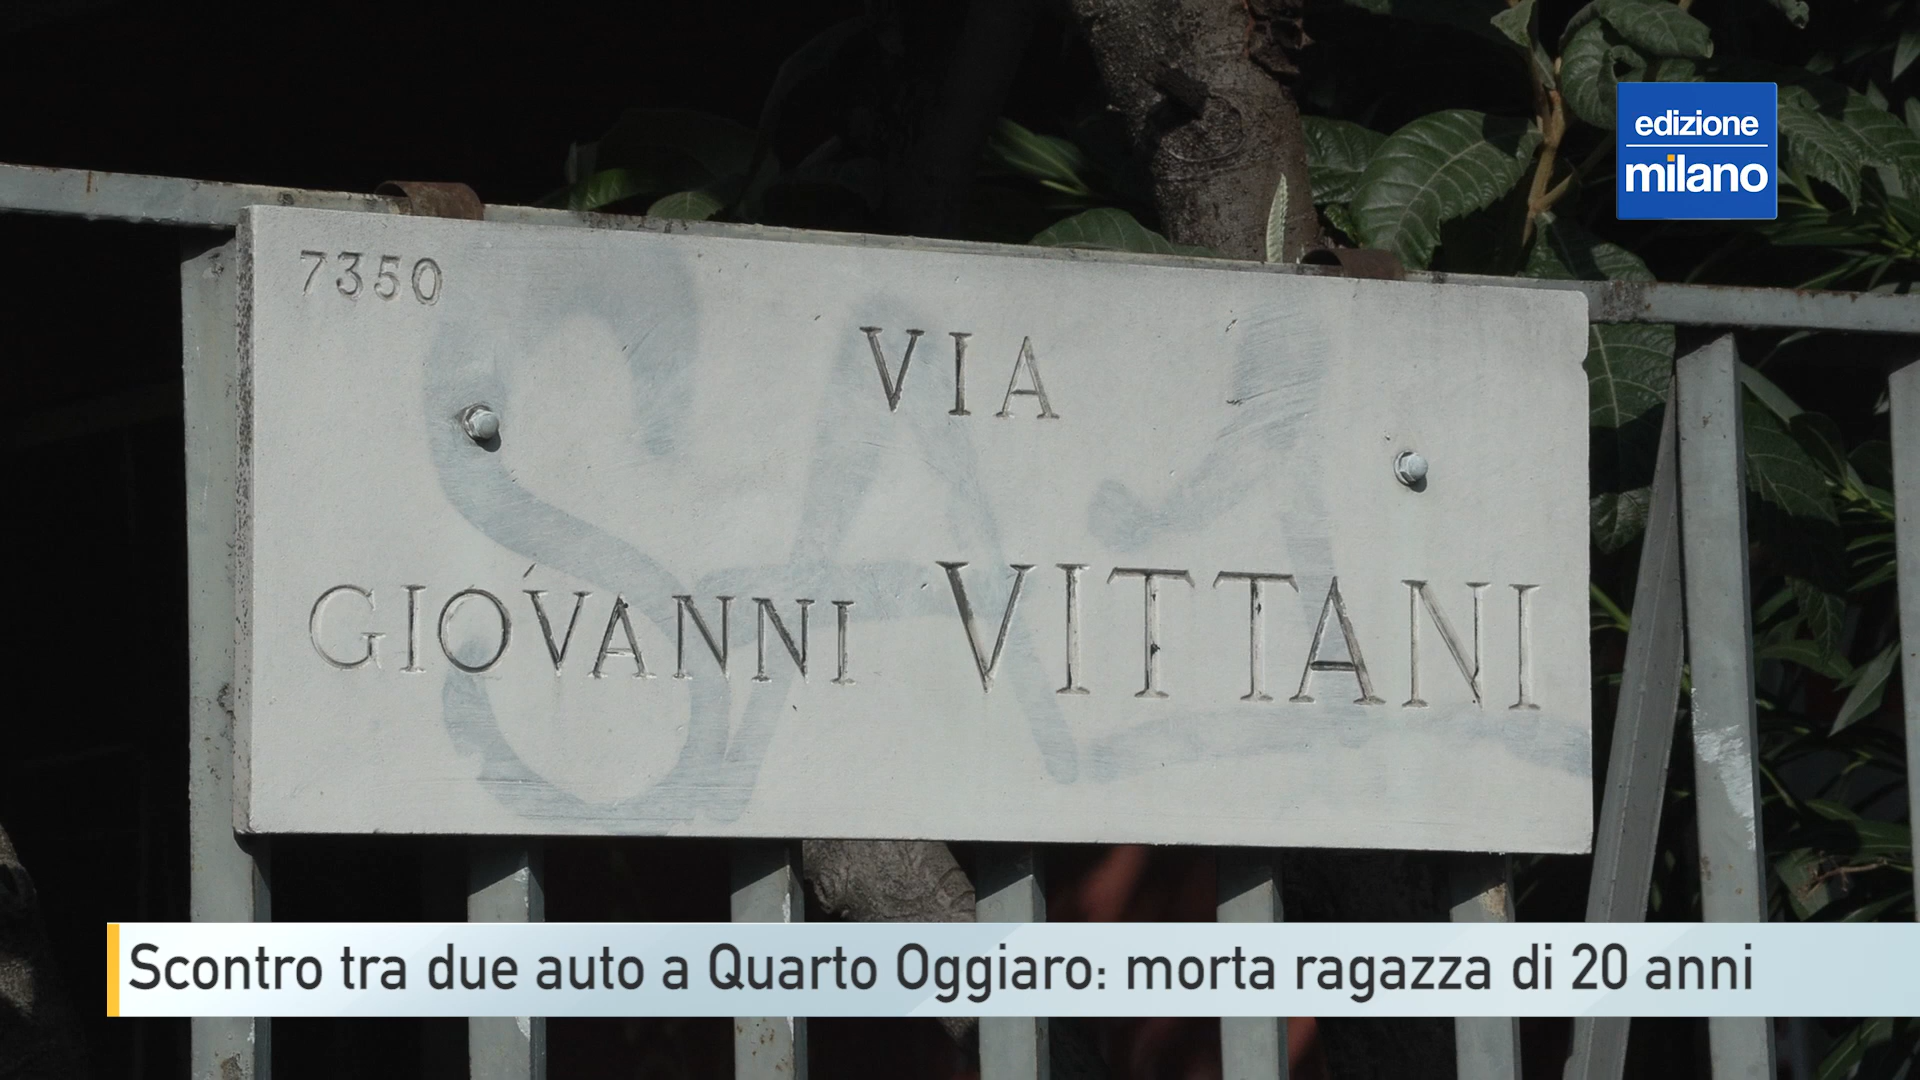 edizione
milano
7350
VIA
GIOVANNI VITTANI
Scontro tra due auto a Quarto Oggiaro: morta ragazza di 20 anni